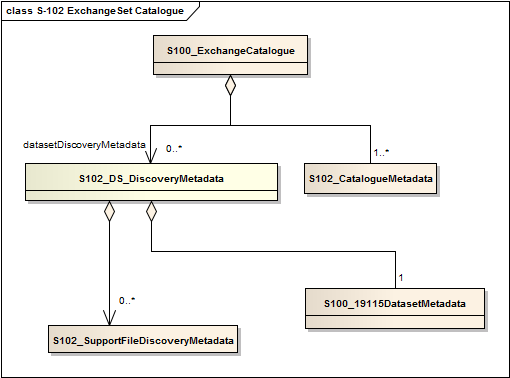 class S-102 ExchangeSet Catalogue
S100_ExchangeCatalogue
datasetDiscoveryMetadata
0..*
1..*
S102_DS_DiscoveryMetadata
S102_CatalogueMetadata
1
S100_19115DatasetMetadata
0..*
S102_SupportFileDiscoveryMetadata